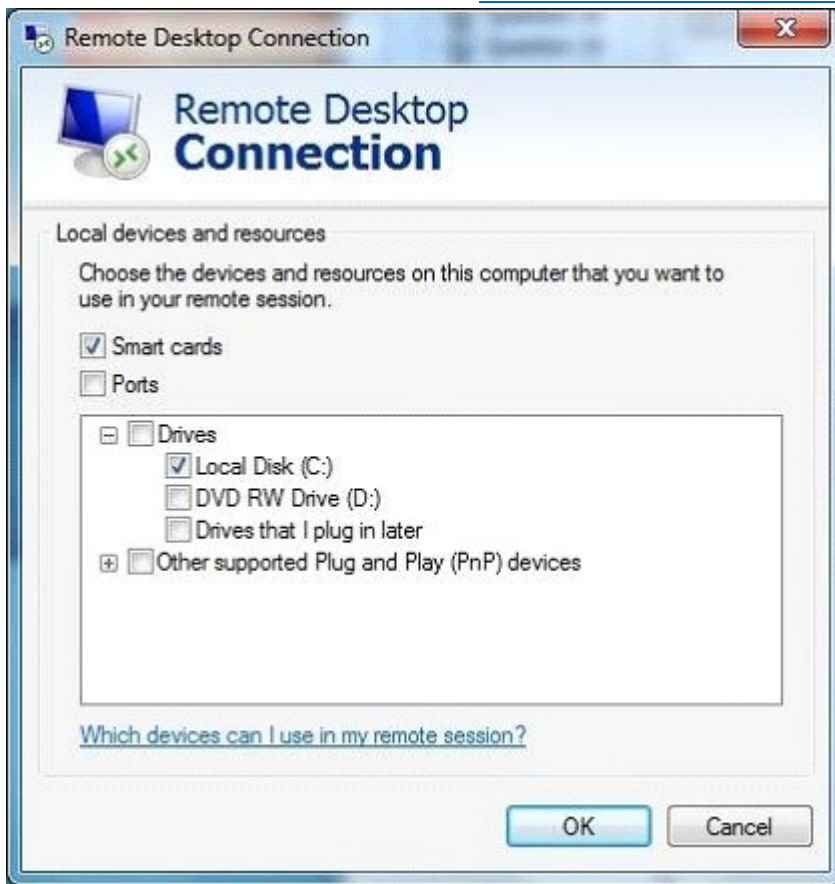 Remote Desktop Connection
Remote Desktop
Connection
Local devices and resources
Choose the devices and resources on this computer that you want to
use in your remote session.
Smart cards
Ports
Drives
Local Disk (C:)
DVD RW Drive (D:)
Drives that I plug in later
Other supported Plug and Play (PnP) devices
Which devices can I use in my remote session?
OK
Cancel